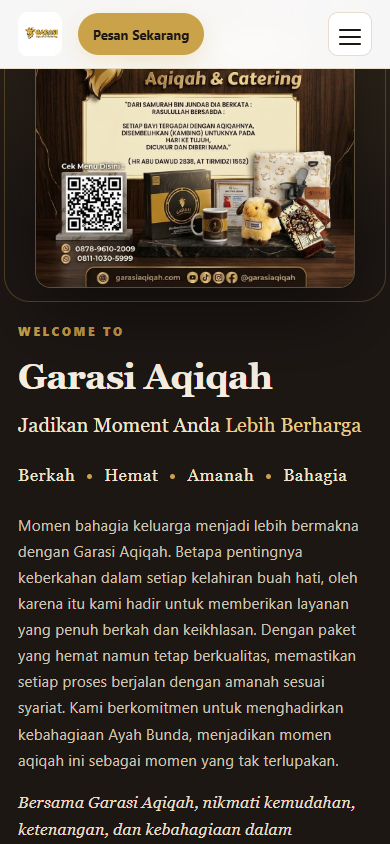 GARASI
Pesan Sekarang
Aqiqah & Catering
"DARI SAMURAH BIN JUNDAB DIA BERKATA :
RASULULLAH BERSABDA :
SETIAP BAYI TERGADAI DENGAN AQIQAHNYA,
DISEMBELIHKAN (KAMBING) UNTUKNYA PADA
HARI KE TUJUH,
DICUKUR DAN DIBERI NAMA."
( HR ABU DAWUD 2838, AT TIRMIDZI 1552)
Cek Menu Disini
0878-9610-2009
0811-1030-5999
garasiaqiqah.com
@garasiaqiqah
WELCOME TO
Garasi Aqiqah
Jadikan Moment Anda Lebih Berharga
Berkah • Hemat • Amanah • Bahagia
Momen bahagia keluarga menjadi lebih bermakna
dengan Garasi Aqiqah. Betapa pentingnya
keberkahan dalam setiap kelahiran buah hati, oleh
karena itu kami hadir untuk memberikan layanan
yang penuh berkah dan keikhlasan. Dengan paket
yang hemat namun tetap berkualitas, memastikan
setiap proses berjalan dengan amanah sesuai
syariat. Kami berkomitmen untuk menghadirkan
kebahagiaan Ayah Bunda, menjadikan momen
aqiqah ini sebagai momen yang tak terlupakan.
Bersama Garasi Aqiqah, nikmati kemudahan,
ketenangan, dan kebahagiaan dalam